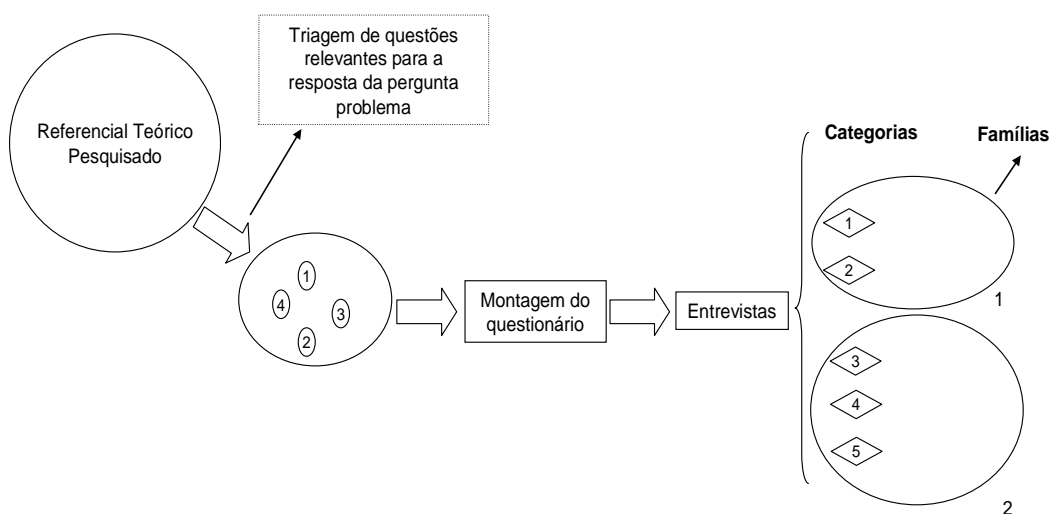 Triagem de questões
relevantes para a
resposta da pergunta
problema
Referencial Teórico
Pesquisado
Categorias
Famílias
1
2
1
4
3
2
Montagem do
questionário
Entrevistas
1
3
4
5
2